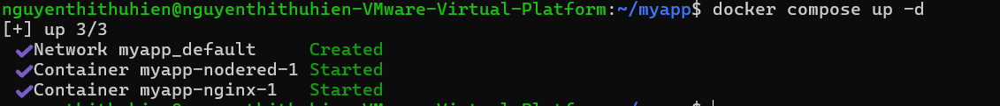 nguyenthithuhien@nguyenthithuhien-VMware-Virtual-Platform:~/myapp$ docker compose up -d
[+] up 3/3
✔Network myapp_default Created
✔Container myapp-nodered-1 Started
✔Container myapp-nginx-1 Started